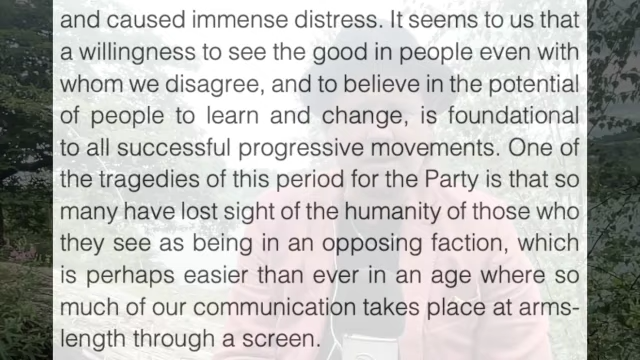 and caused immense distress. It seems to us that
a willingness to see the good in people even with
whom we disagree, and to believe in the potential
of people to learn and change, is foundational
to all successful progressive movements. One of
the tragedies of this period for the Party is that so
many have lost sight of the humanity of those who
they see as being in an opposing faction, which
is perhaps easier than ever in an age where so
much of our communication takes place at arms-
length through a screen.